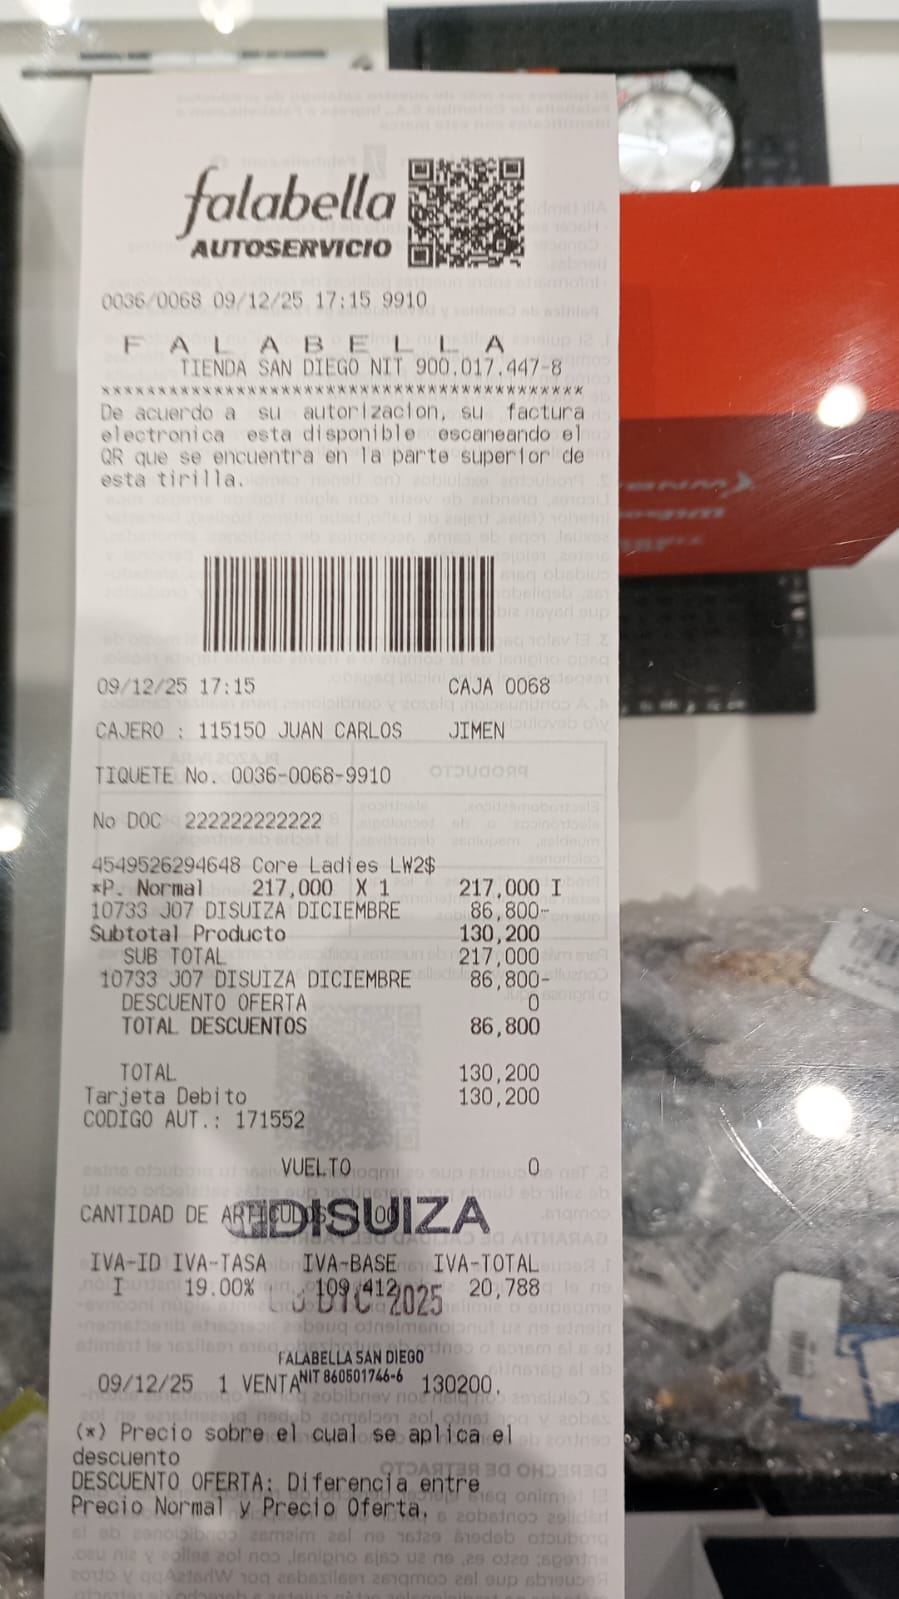 falabella
AUTOSERVICIO
0036/0068 09/12/25 17:15 9910
F A L A B E L L A
TIENDA SAN DIEGO NIT 900.017.447-8
******************************************
De acuerdo a su autorizacion, su factura
electronica esta disponible escaneando el
QR que se encuentra en la parte superior de
esta tirilla.
09/12/25 17:15 CAJA 0068
CAJERO : 115150 JUAN CARLOS JIMEN
TIQUETE No. 0036-0068-9910
No DOC 222222222222
4549526294648 Core Ladies LW2$
*P. Normal 217,000 X 1 217,000 I
10733 J07 DISUIZA DICIEMBRE 86,800-
Subtotal Producto 130,200
SUB TOTAL 217,000
10733 J07 DISUIZA DICIEMBRE 86,800-
DESCUENTO OFERTA 0
TOTAL DESCUENTOS 86,800
TOTAL 130,200
Tarjeta Debito 130,200
CODIGO AUT.: 171552
VUELTO 0
CANTIDAD DE ARTICULOS
DISUIZA
IVA-ID IVA-TASA IVA-BASE IVA-TOTAL
I 19.00% 109,412 20,788
DIC 2025
FALABELLA SAN DIEGO
NIT 860501746-6
09/12/25 1 VENTA 130200.
(*) Precio sobre el cual se aplica el
descuento
DESCUENTO OFERTA: Diferencia entre
Precio Normal y Precio Oferta.